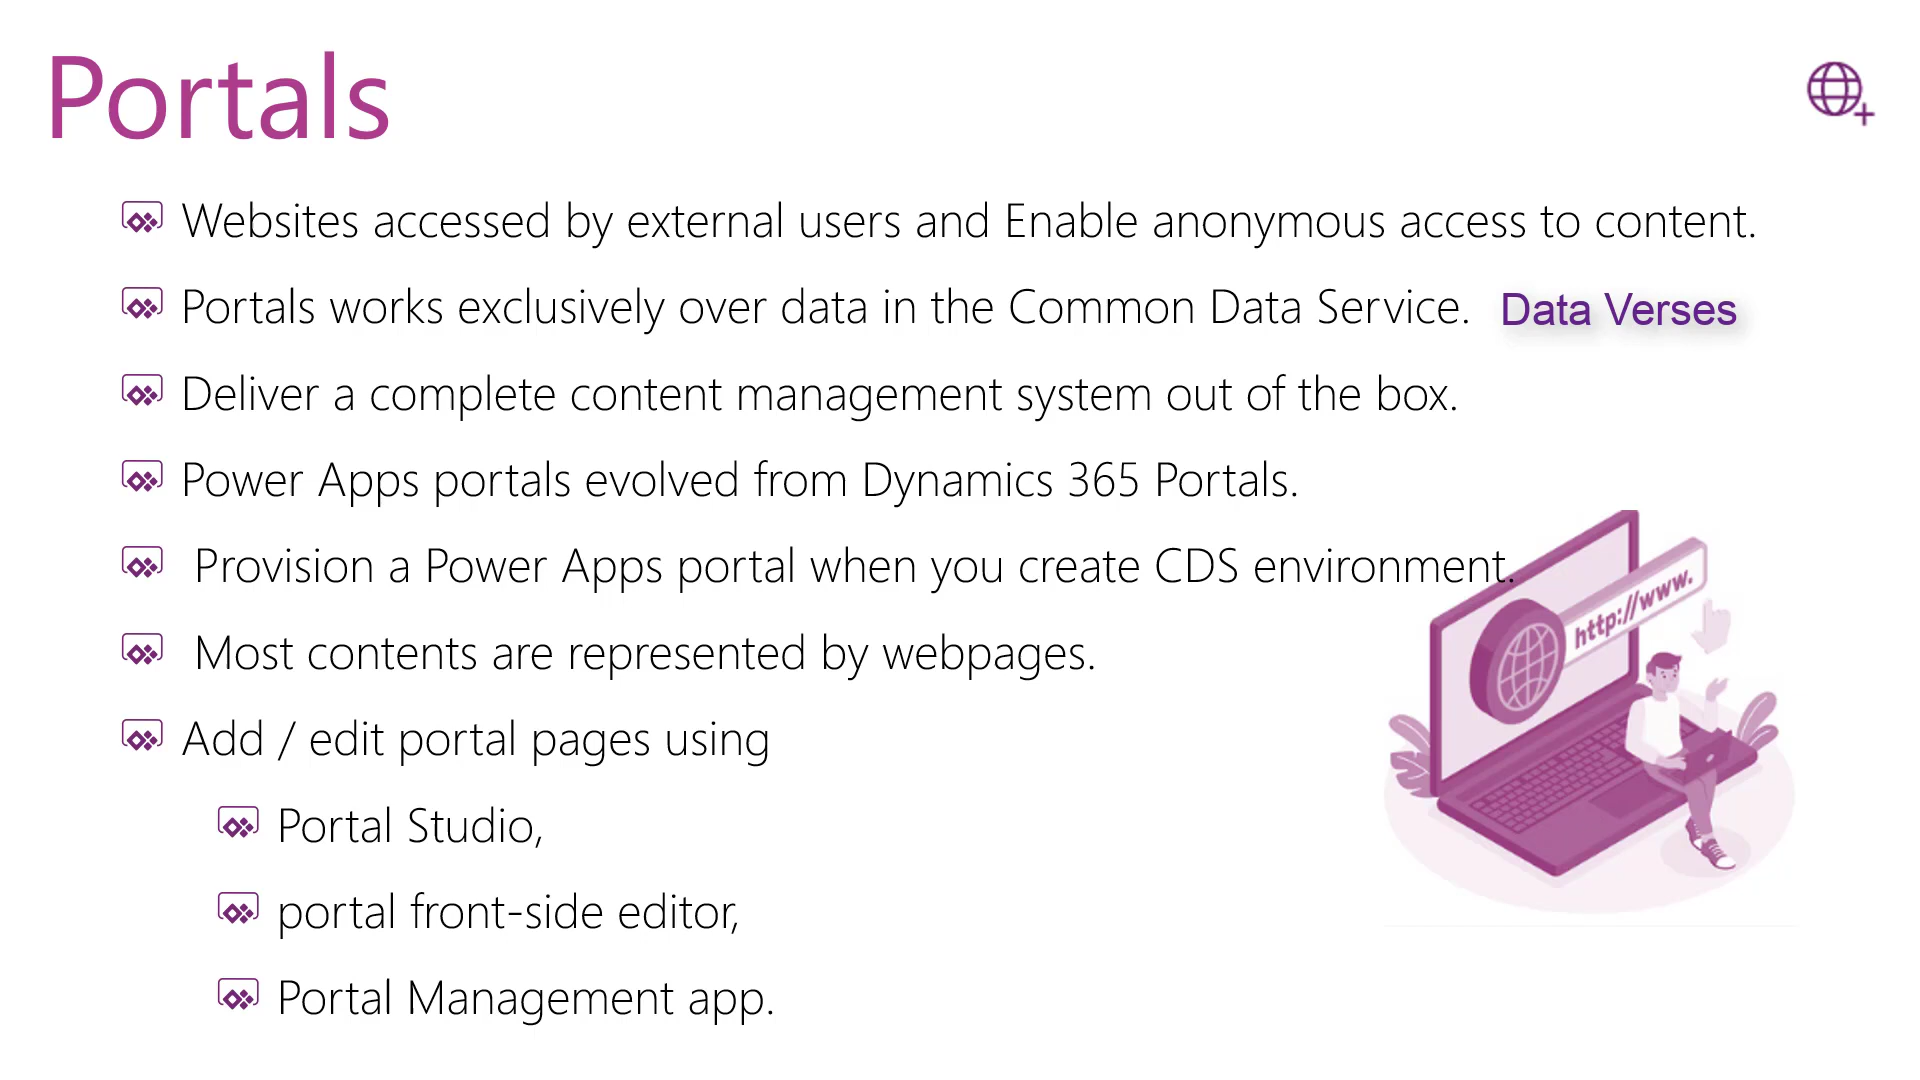 Portals
Websites accessed by external users and Enable anonymous access to content.
Portals works exclusively over data in the Common Data Service. Data Verses
Deliver a complete content management system out of the box.
Power Apps portals evolved from Dynamics 365 Portals.
Provision a Power Apps portal when you create CDS environment.
http://www.
Most contents are represented by webpages.
Add / edit portal pages using
Portal Studio,
portal front-side editor,
Portal Management app.